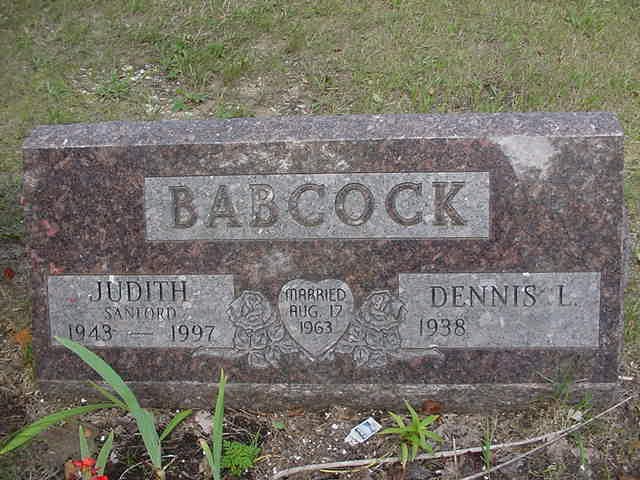 BABCOCK
JUDITH
SANFORD
1943 — 1997
MARRIED
AUG. 17
1963
DENNIS L.
1938